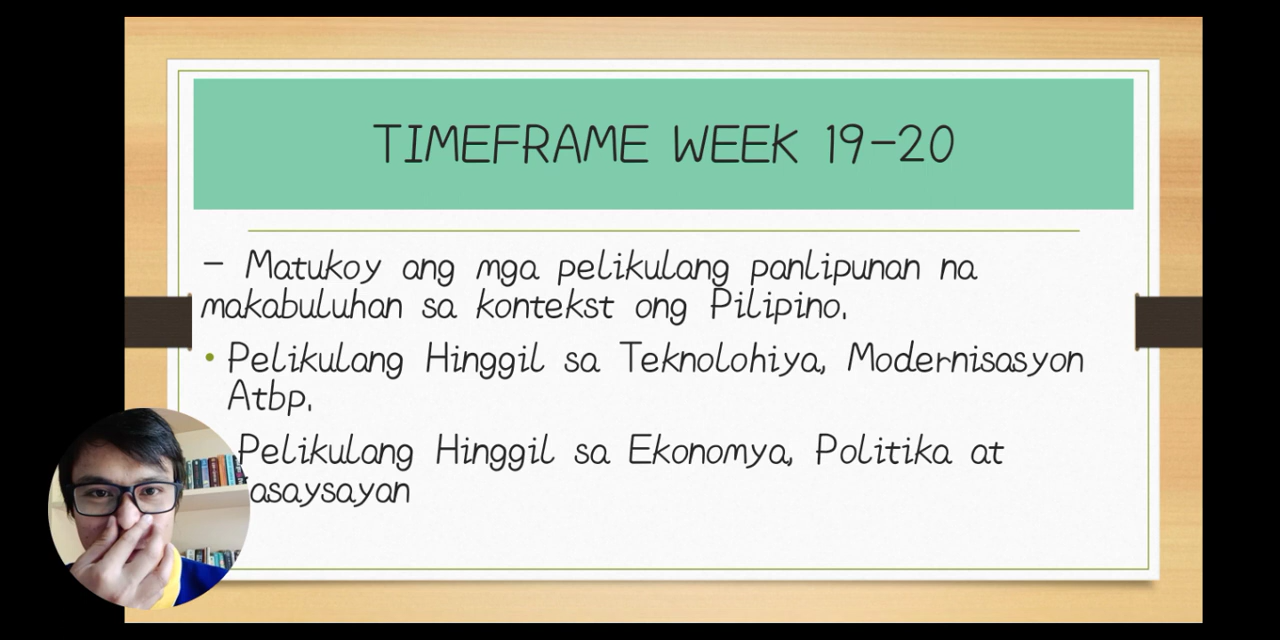 TIMEFRAME WEEK 19-20
- Matukoy ang mga pelikulang panlipunan na
makabuluhan sa kontekst ong Pilipino.
• Pelikulang Hinggil sa Teknolohiya, Modernisasyon
Atbp.
Pelikulang Hinggil sa Ekonomya, Politika at
asaysayan